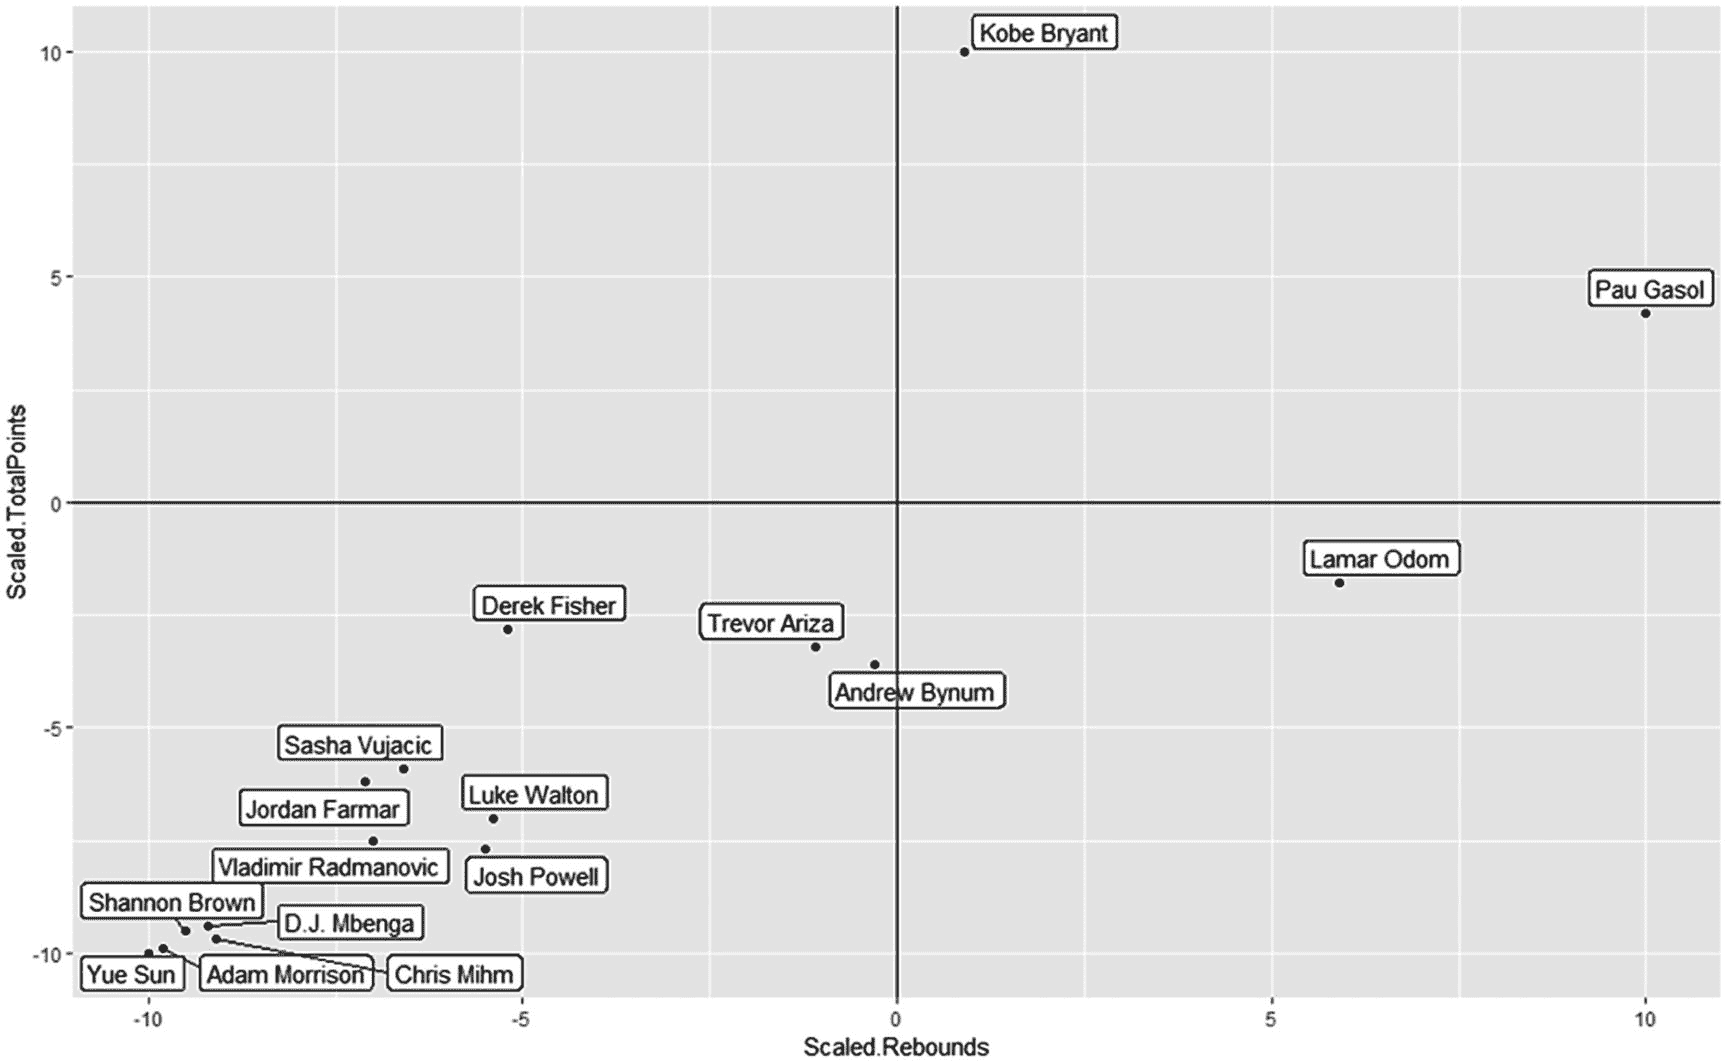 Kobe Bryant
10
5
Pau Gasol
Scaled.TotalPoints
0
Lamar Odom
Derek Fisher
Trevor Ariza
Andrew Bynum
-5
Sasha Vujacic
Luke Walton
Jordan Farmar
Vladimir Radmanovic
Josh Powell
Shannon Brown
D.J. Mbenga
-10
Yue Sun
Adam Morrison
Chris Mihm
-10
-5
0
5
10
Scaled.Rebounds